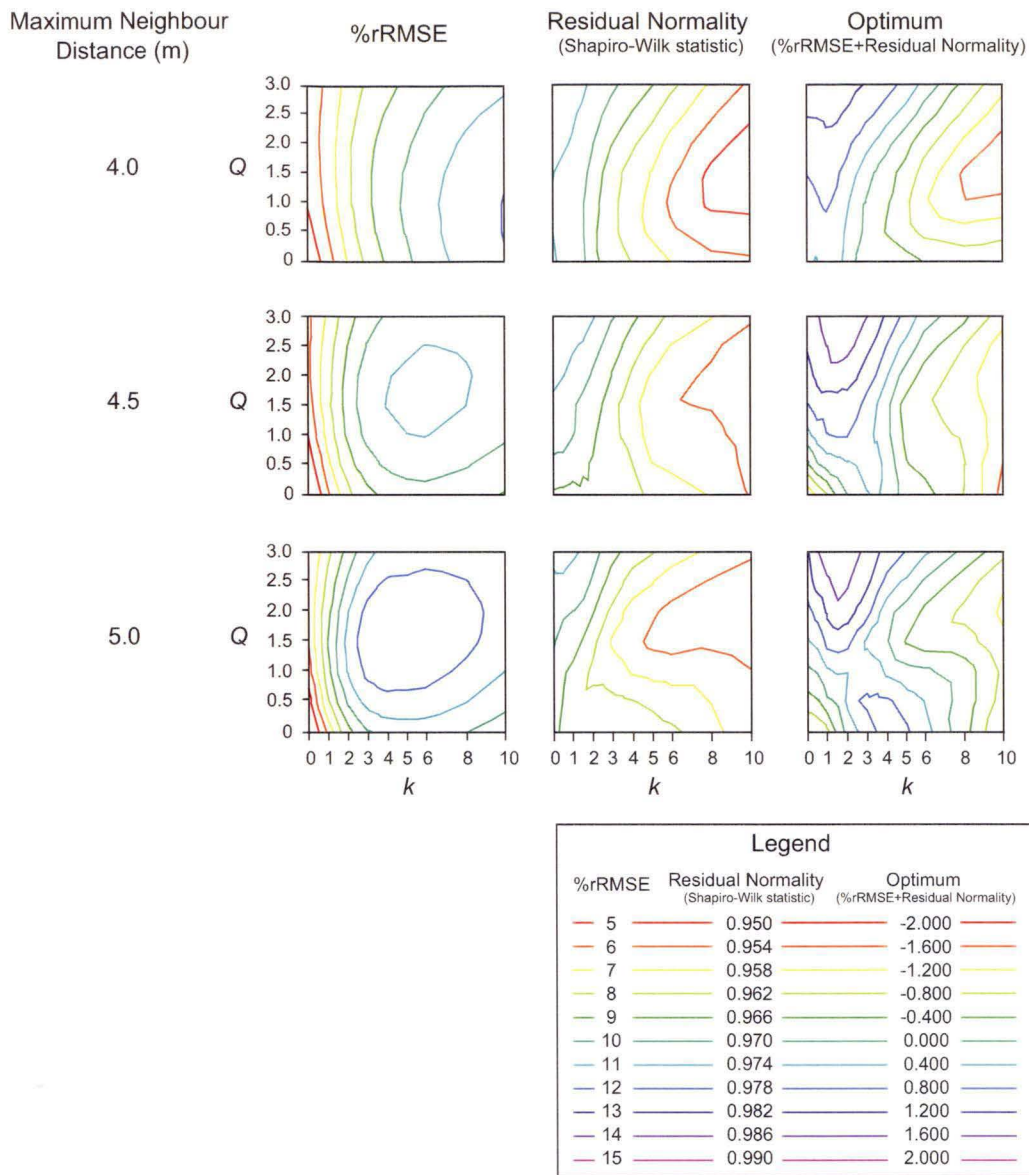 Maximum Neighbour
Distance (m)
%rRMSE
Residual Normality
(Shapiro-Wilk statistic)
Optimum
(%rRMSE+Residual Normality)
4.0
Q
3.0
2.5
2.0
1.5
1.0
0.5
0
4.5
Q
3.0
2.5
2.0
1.5
1.0
0.5
0
5.0
Q
3.0
2.5
2.0
1.5
1.0
0.5
0
0 1 2 3 4 5 6 8 10
0 1 2 3 4 5 6 8 10
0 1 2 3 4 5 6 8 10
k
k
k
Legend
%rRMSE
Residual Normality
(Shapiro-Wilk statistic)
Optimum
(%rRMSE+Residual Normality)
5 0.950 -2.000
6 0.954 -1.600
7 0.958 -1.200
8 0.962 -0.800
9 0.966 -0.400
10 0.970 0.000
11 0.974 0.400
12 0.978 0.800
13 0.982 1.200
14 0.986 1.600
15 0.990 2.000